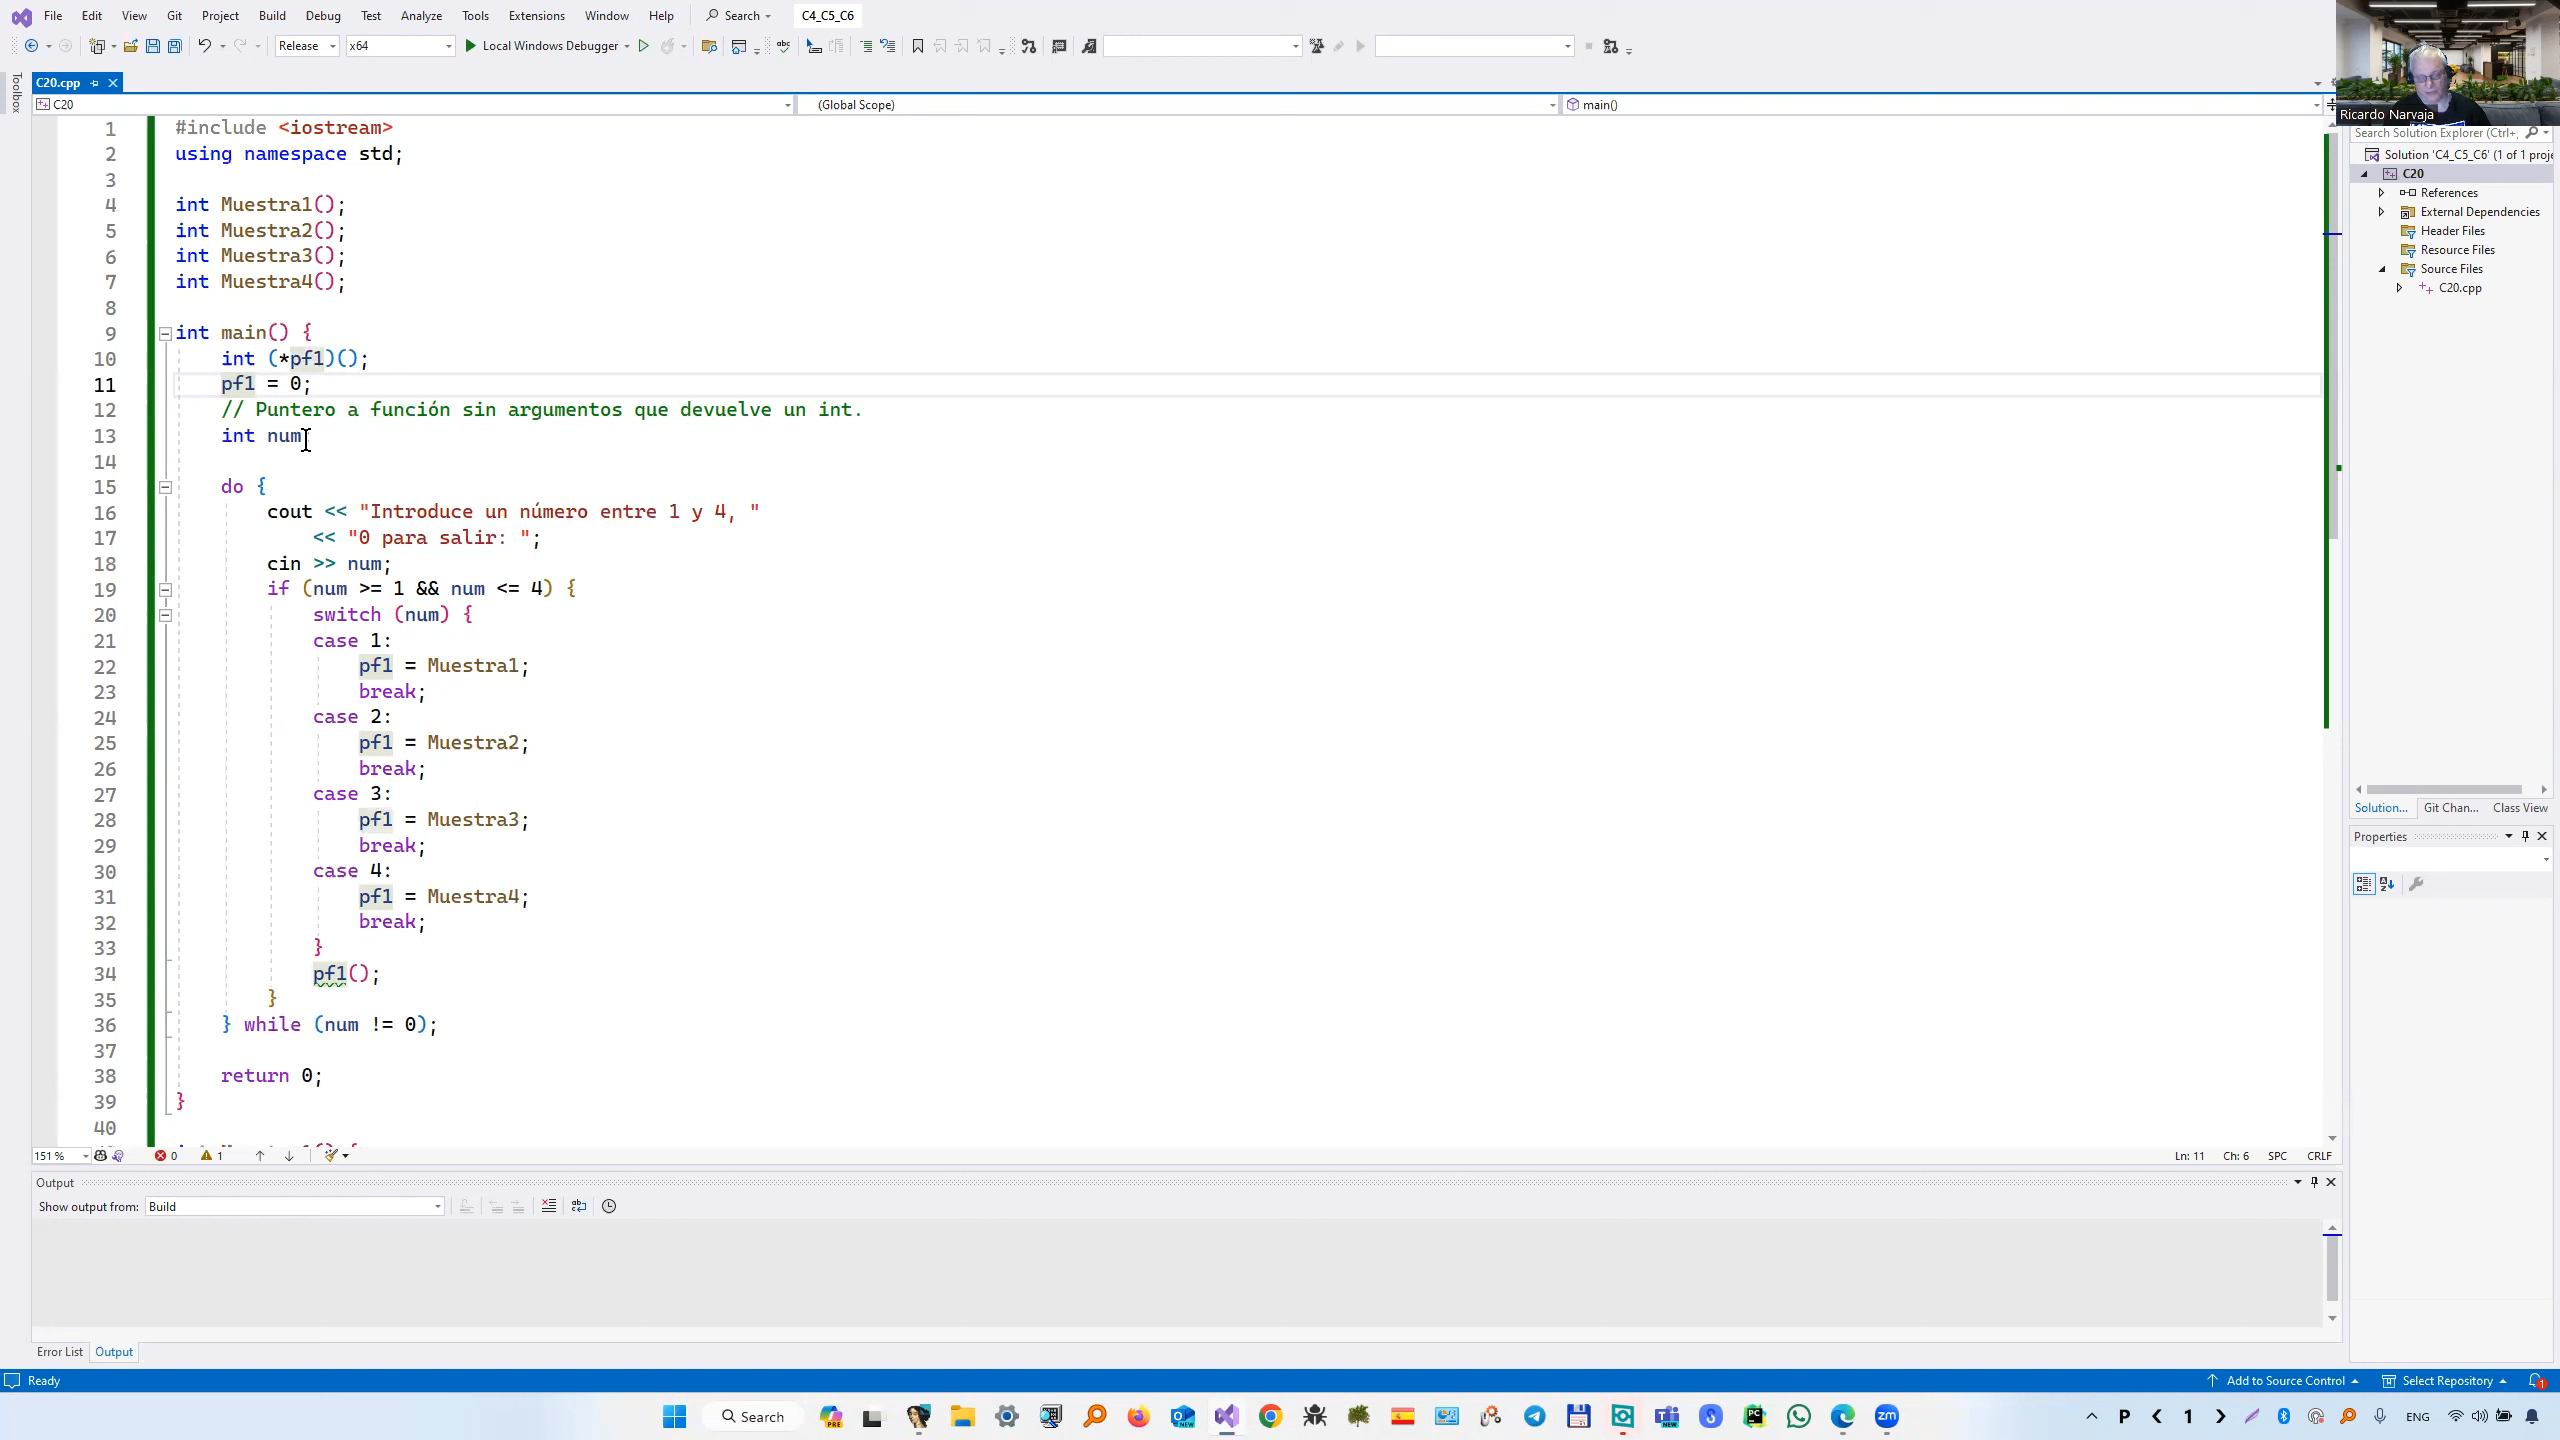 File Edit View Git Project Build Debug Test Analyze Tools Extensions Window Help Search C4_C5_C6
Release x64 Local Windows Debugger
Toolbox
C20.cpp
C20 (Global Scope) main()
Ricardo Narvaja
1 #include <iostream>
2 using namespace std;
3
4 int Muestra1();
5 int Muestra2();
6 int Muestra3();
7 int Muestra4();
8
9 int main() {
10 int (*pf1)();
11 pf1 = 0;
12 // Puntero a función sin argumentos que devuelve un int.
13 int num
14
15 do {
16 cout << "Introduce un número entre 1 y 4, "
17 << "0 para salir: ";
18 cin >> num;
19 if (num >= 1 && num <= 4) {
20 switch (num) {
21 case 1:
22 pf1 = Muestra1;
23 break;
24 case 2:
25 pf1 = Muestra2;
26 break;
27 case 3:
28 pf1 = Muestra3;
29 break;
30 case 4:
31 pf1 = Muestra4;
32 break;
33 }
34 pf1();
35 }
36 } while (num != 0);
37
38 return 0;
39 }
40
151 % 0 1 Ln: 11 Ch: 6 SPC CRLF
Search Solution Explorer (Ctrl+;
Solution 'C4_C5_C6' (1 of 1 proje
C20
References
External Dependencies
Header Files
Resource Files
Source Files
C20.cpp
Solution... Git Chan... Class View
Properties
Output
Show output from: Build
Error List Output
Ready Add to Source Control Select Repository 1
Search PRE NEW NEW PC zm P 1 ENG